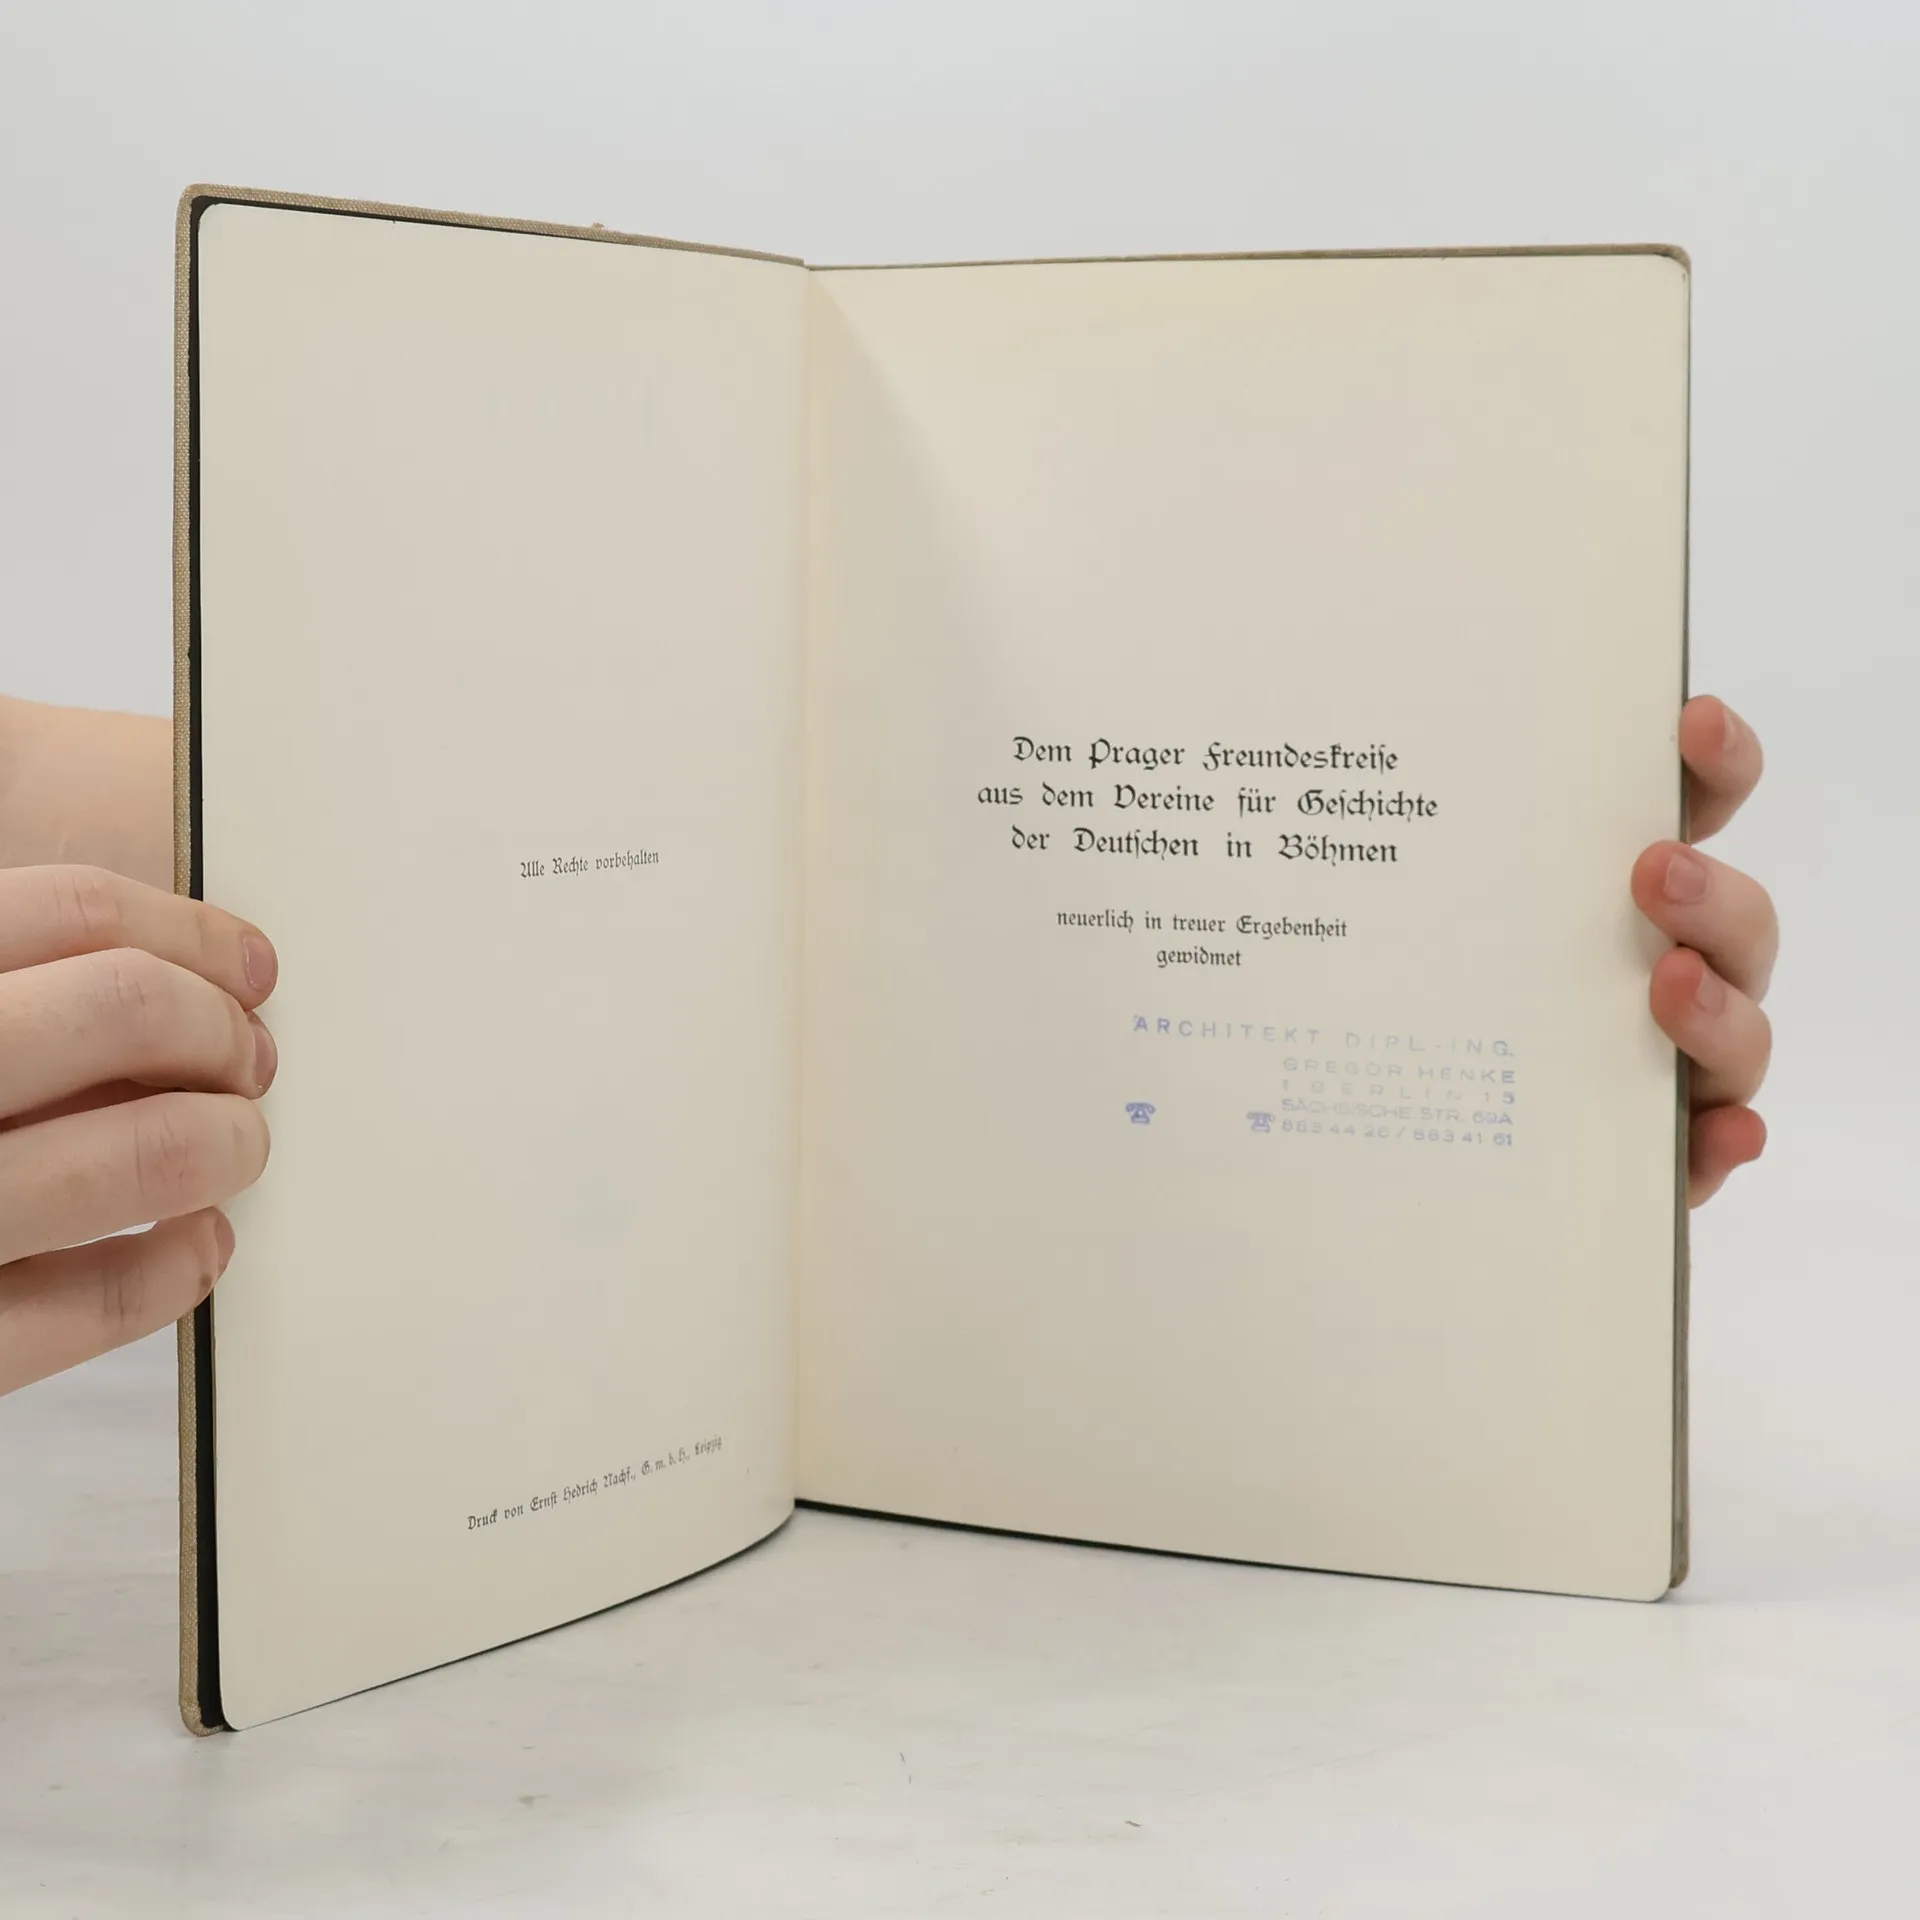 Alle Rechte vorbehalten
Druck von Ernst Hedrich Nachf., G. m. b. H., Leipzig
Dem Prager Freundeskreise
aus dem Vereine für Geschichte
der Deutschen in Böhmen
neuerlich in treuer Ergebenheit
gewidmet
ARCHITEKT DIPL-ING.
GREGOR HENKE
1 BERLIN 15
SÄCHSISCHE STR. 69A
883 44 26 / 883 41 61